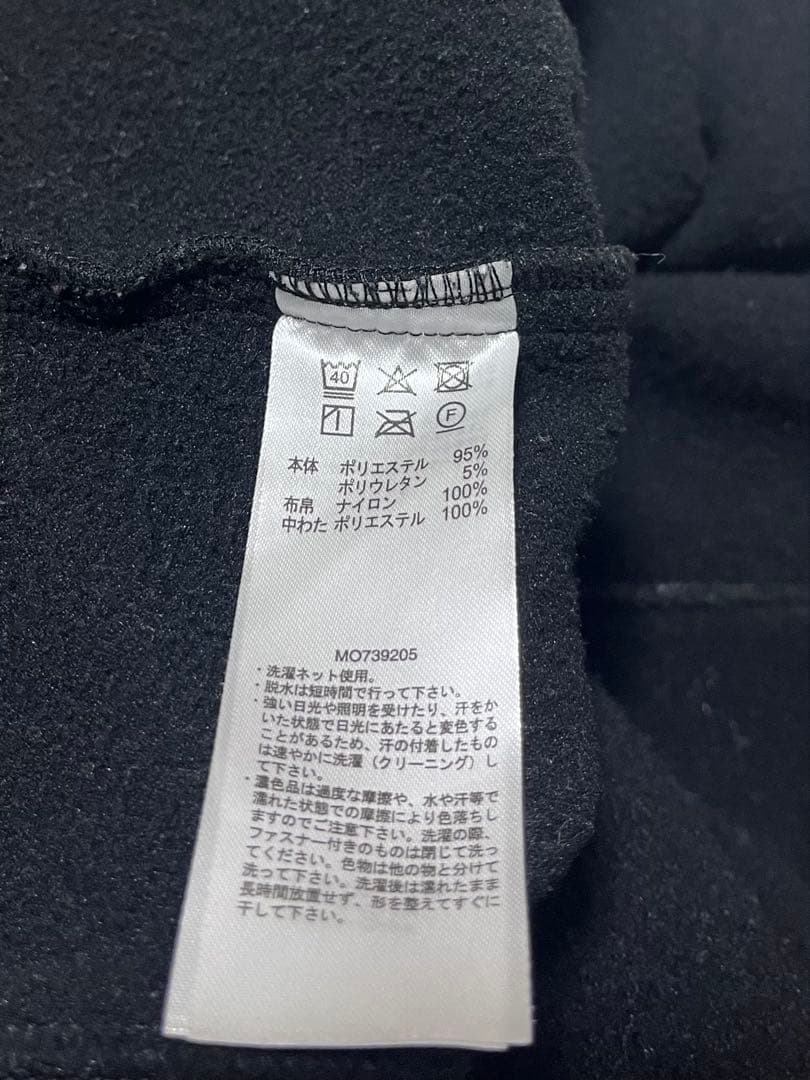 40
F
本体 ポリエステル 95%
ポリウレタン 5%
布帛 ナイロン 100%
中わた ポリエステル 100%
MO739205
・洗濯ネット使用。
・脱水は短時間で行って下さい。
・強い日光や照明を受けたり、汗をか
いた状態で日光にあたると変色する
ことがあるため、汗の付着したもの
は速やかに洗濯（クリーニング）し
て下さい。
・濃色品は過度な摩擦や、水や汗等で
濡れた状態での摩擦により色落ちし
ますのでご注意下さい。洗濯の際、
ファスナー付きのものは閉じて洗っ
てください。色物は他の物と分けて
洗って下さい。洗濯後は濡れたまま
長時間放置せず、形を整えてすぐに
干して下さい。